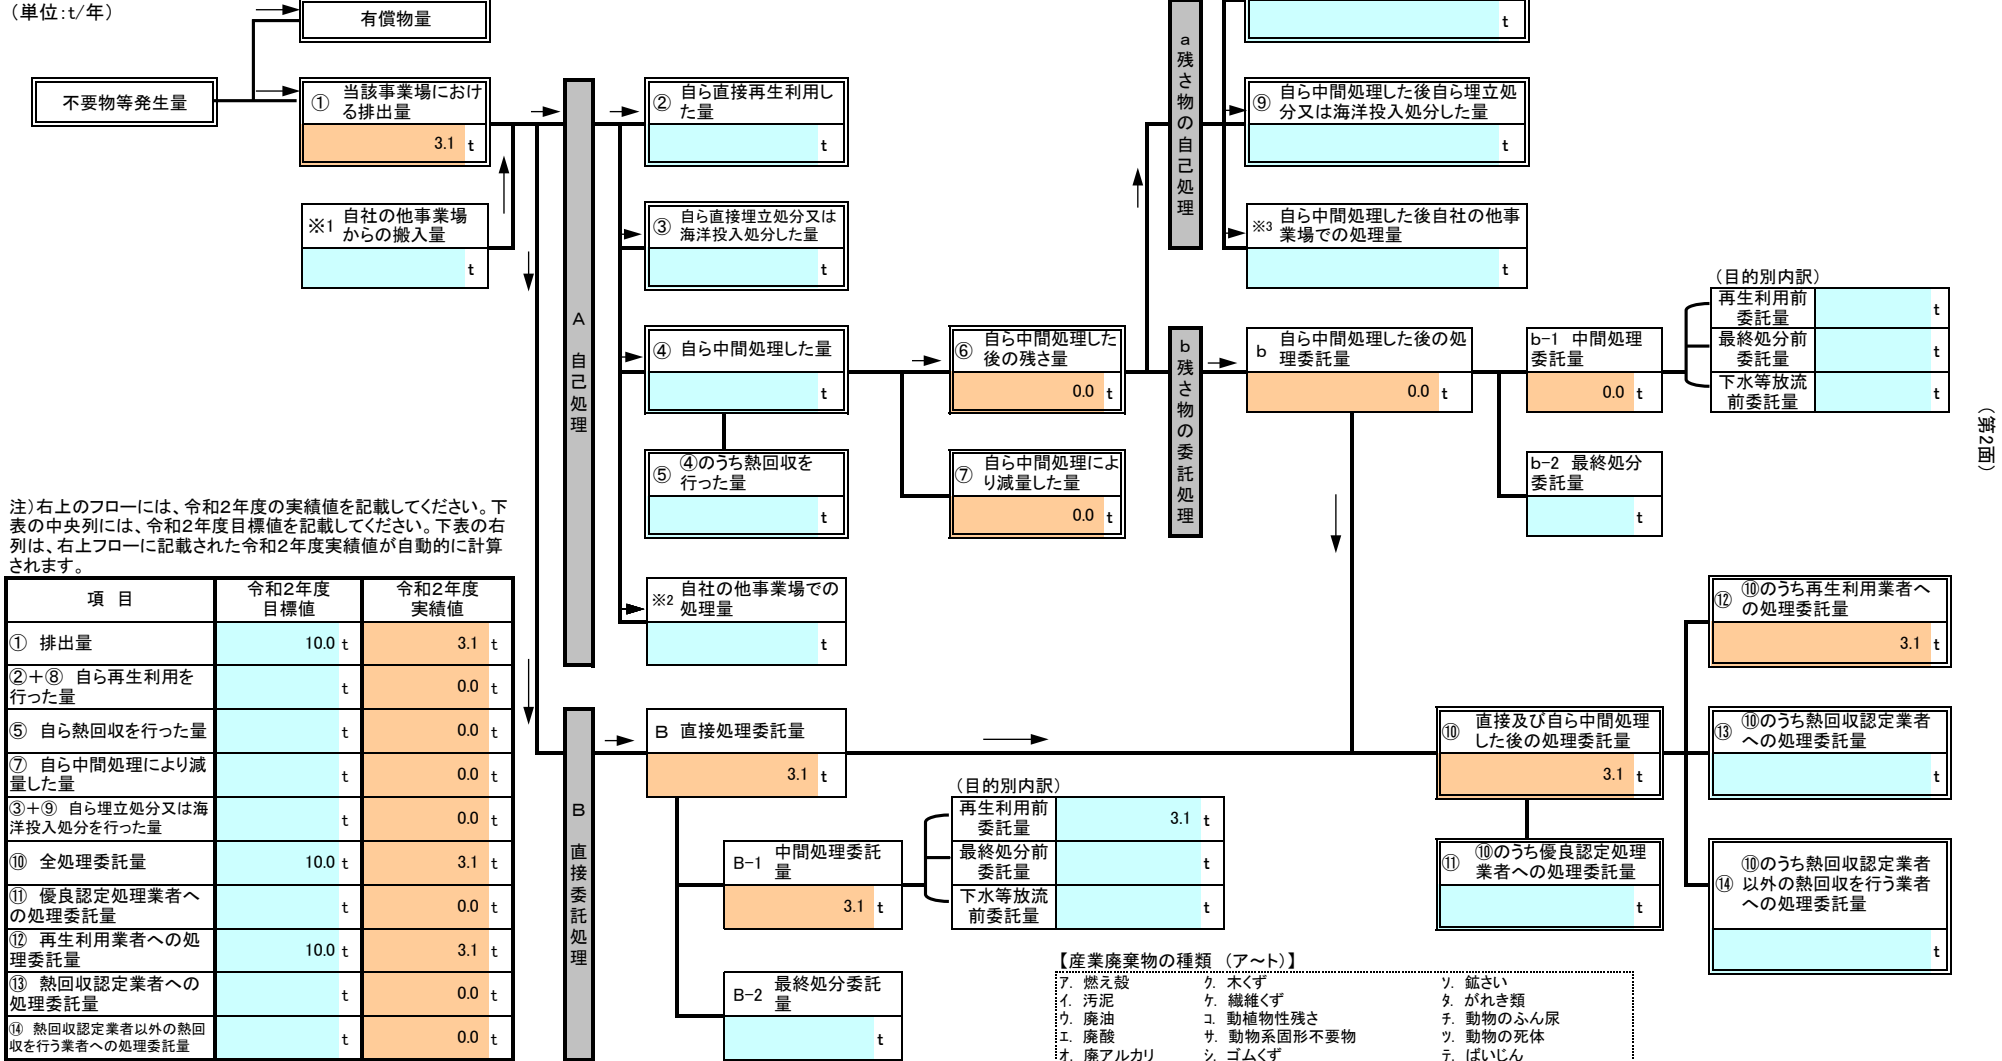 (単位：t/年)
有償物量
不要物等発生量
① 当該事業場におけ
る排出量
3.1 t
※1 自社の他事業場
からの搬入量
t
A 自己処理
② 自ら直接再生利用し
た量
t
③ 自ら直接埋立処分又は
海洋投入処分した量
t
④ 自ら中間処理した量
t
⑤ ④のうち熱回収を
行った量
t
※2 自社の他事業場での
処理量
t
⑥ 自ら中間処理した
後の残さ量
0.0 t
⑦ 自ら中間処理によ
り減量した量
0.0 t
a 残さ物の自己処理
t
⑨ 自ら中間処理した後自ら埋立処
分又は海洋投入処分した量
t
※3 自ら中間処理した後自社の他事
業場での処理量
t
b 残さ物の委託処理
b 自ら中間処理した後の処
理委託量
0.0 t
b-1 中間処理
委託量
0.0 t
b-2 最終処分
委託量
t
(目的別内訳)
再生利用前
委託量
t
最終処分前
委託量
t
下水等放流
前委託量
t
(第2面)
注）右上のフローには、令和２年度の実績値を記載してください。下
表の中央列には、令和２年度目標値を記載してください。下表の右
列は、右上フローに記載された令和２年度実績値が自動的に計算
されます。
項 目 令和２年度
目標値 令和２年度
実績値
① 排出量 10.0 t 3.1 t
②＋⑧ 自ら再生利用を
行った量 t 0.0 t
⑤ 自ら熱回収を行った量 t 0.0 t
⑦ 自ら中間処理により減
量した量 t 0.0 t
③＋⑨ 自ら埋立処分又は海
洋投入処分を行った量 t 0.0 t
⑩ 全処理委託量 10.0 t 3.1 t
⑪ 優良認定処理業者へ
の処理委託量 t 0.0 t
⑫ 再生利用業者への処
理委託量 10.0 t 3.1 t
⑬ 熱回収認定業者への
処理委託量 t 0.0 t
⑭ 熱回収認定業者以外の熱回
収を行う業者への処理委託量 t 0.0 t
B 直接委託処理
B 直接処理委託量
3.1 t
B-1 中間処理委託
量
3.1 t
B-2 最終処分委託
量
t
(目的別内訳)
再生利用前
委託量
3.1 t
最終処分前
委託量
t
下水等放流
前委託量
t
⑩ 直接及び自ら中間処理
した後の処理委託量
3.1 t
⑪ ⑩のうち優良認定処理
業者への処理委託量
t
⑫ ⑩のうち再生利用業者へ
の処理委託量
3.1 t
⑬ ⑩のうち熱回収認定業者
への処理委託量
t
⑭ ⑩のうち熱回収認定業者
以外の熱回収を行う業者
への処理委託量
t
【産業廃棄物の種類 （ア～ト）】
ア. 燃え殻 ク. 木くず ソ. 鉱さい
イ. 汚泥 ケ. 繊維くず タ. がれき類
ウ. 廃油 コ. 動植物性残さ チ. 動物のふん尿
エ. 廃酸 サ. 動物系固形不要物 ツ. 動物の死体
オ. 廃アルカリ シ. ゴムくず テ. ばいじん